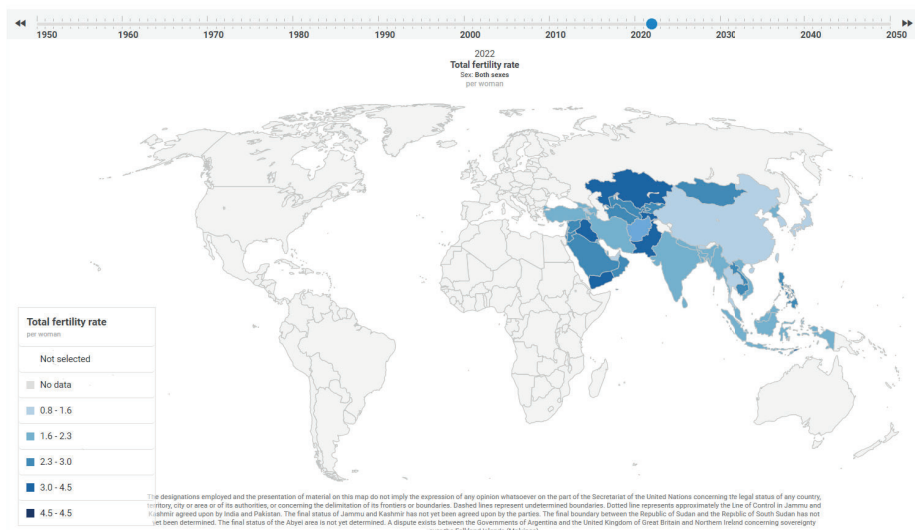 1950 1960 1970 1980 1990 2000 2010 2020 2030 2040 2050
2022
Total fertility rate
Sex: Both sexes
per woman
Total fertility rate
per woman
Not selected
No data
0.8 - 1.6
1.6 - 2.3
2.3 - 3.0
3.0 - 4.5
4.5 - 4.5
The designations employed and the presentation of material on this map do not imply the expression of any opinion whatsoever on the part of the Secretariat of the United Nations concerning the legal status of any country,
territory, city or area or of its authorities, or concerning the delimitation of its frontiers or boundaries. Dashed lines represent undetermined boundaries. Dotted line represents approximately the Line of Control in Jammu and
Kashmir agreed upon by India and Pakistan. The final status of Jammu and Kashmir has not yet been agreed upon by the parties. The final boundary between the Republic of Sudan and the Republic of South Sudan has not
yet been determined. The final status of the Abyei area is not yet determined. A dispute exists between the Governments of Argentina and the United Kingdom of Great Britain and Northern Ireland concerning sovereignty